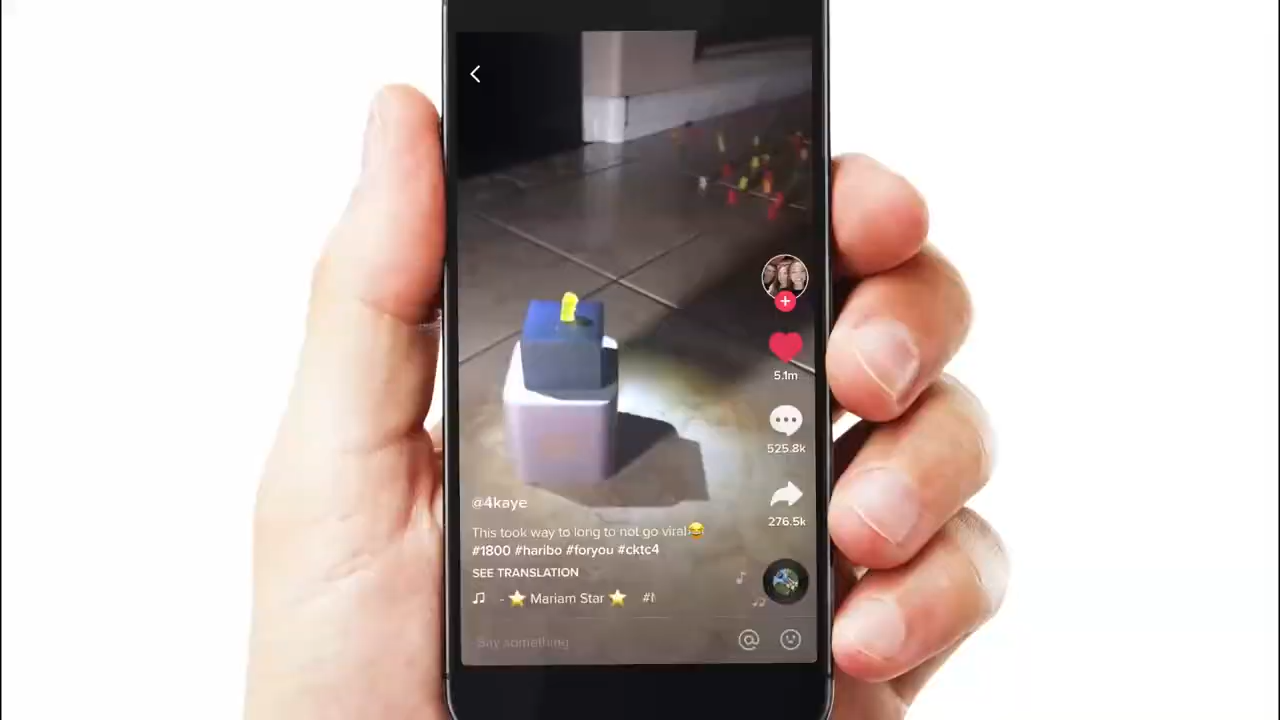 5.1m
525.8k
276.5k
@4kaye
This took way to long to not go viral😂
#1800 #haribo #foryou #cktc4
SEE TRANSLATION
- ⭐ Mariam Star ⭐ #
Say something